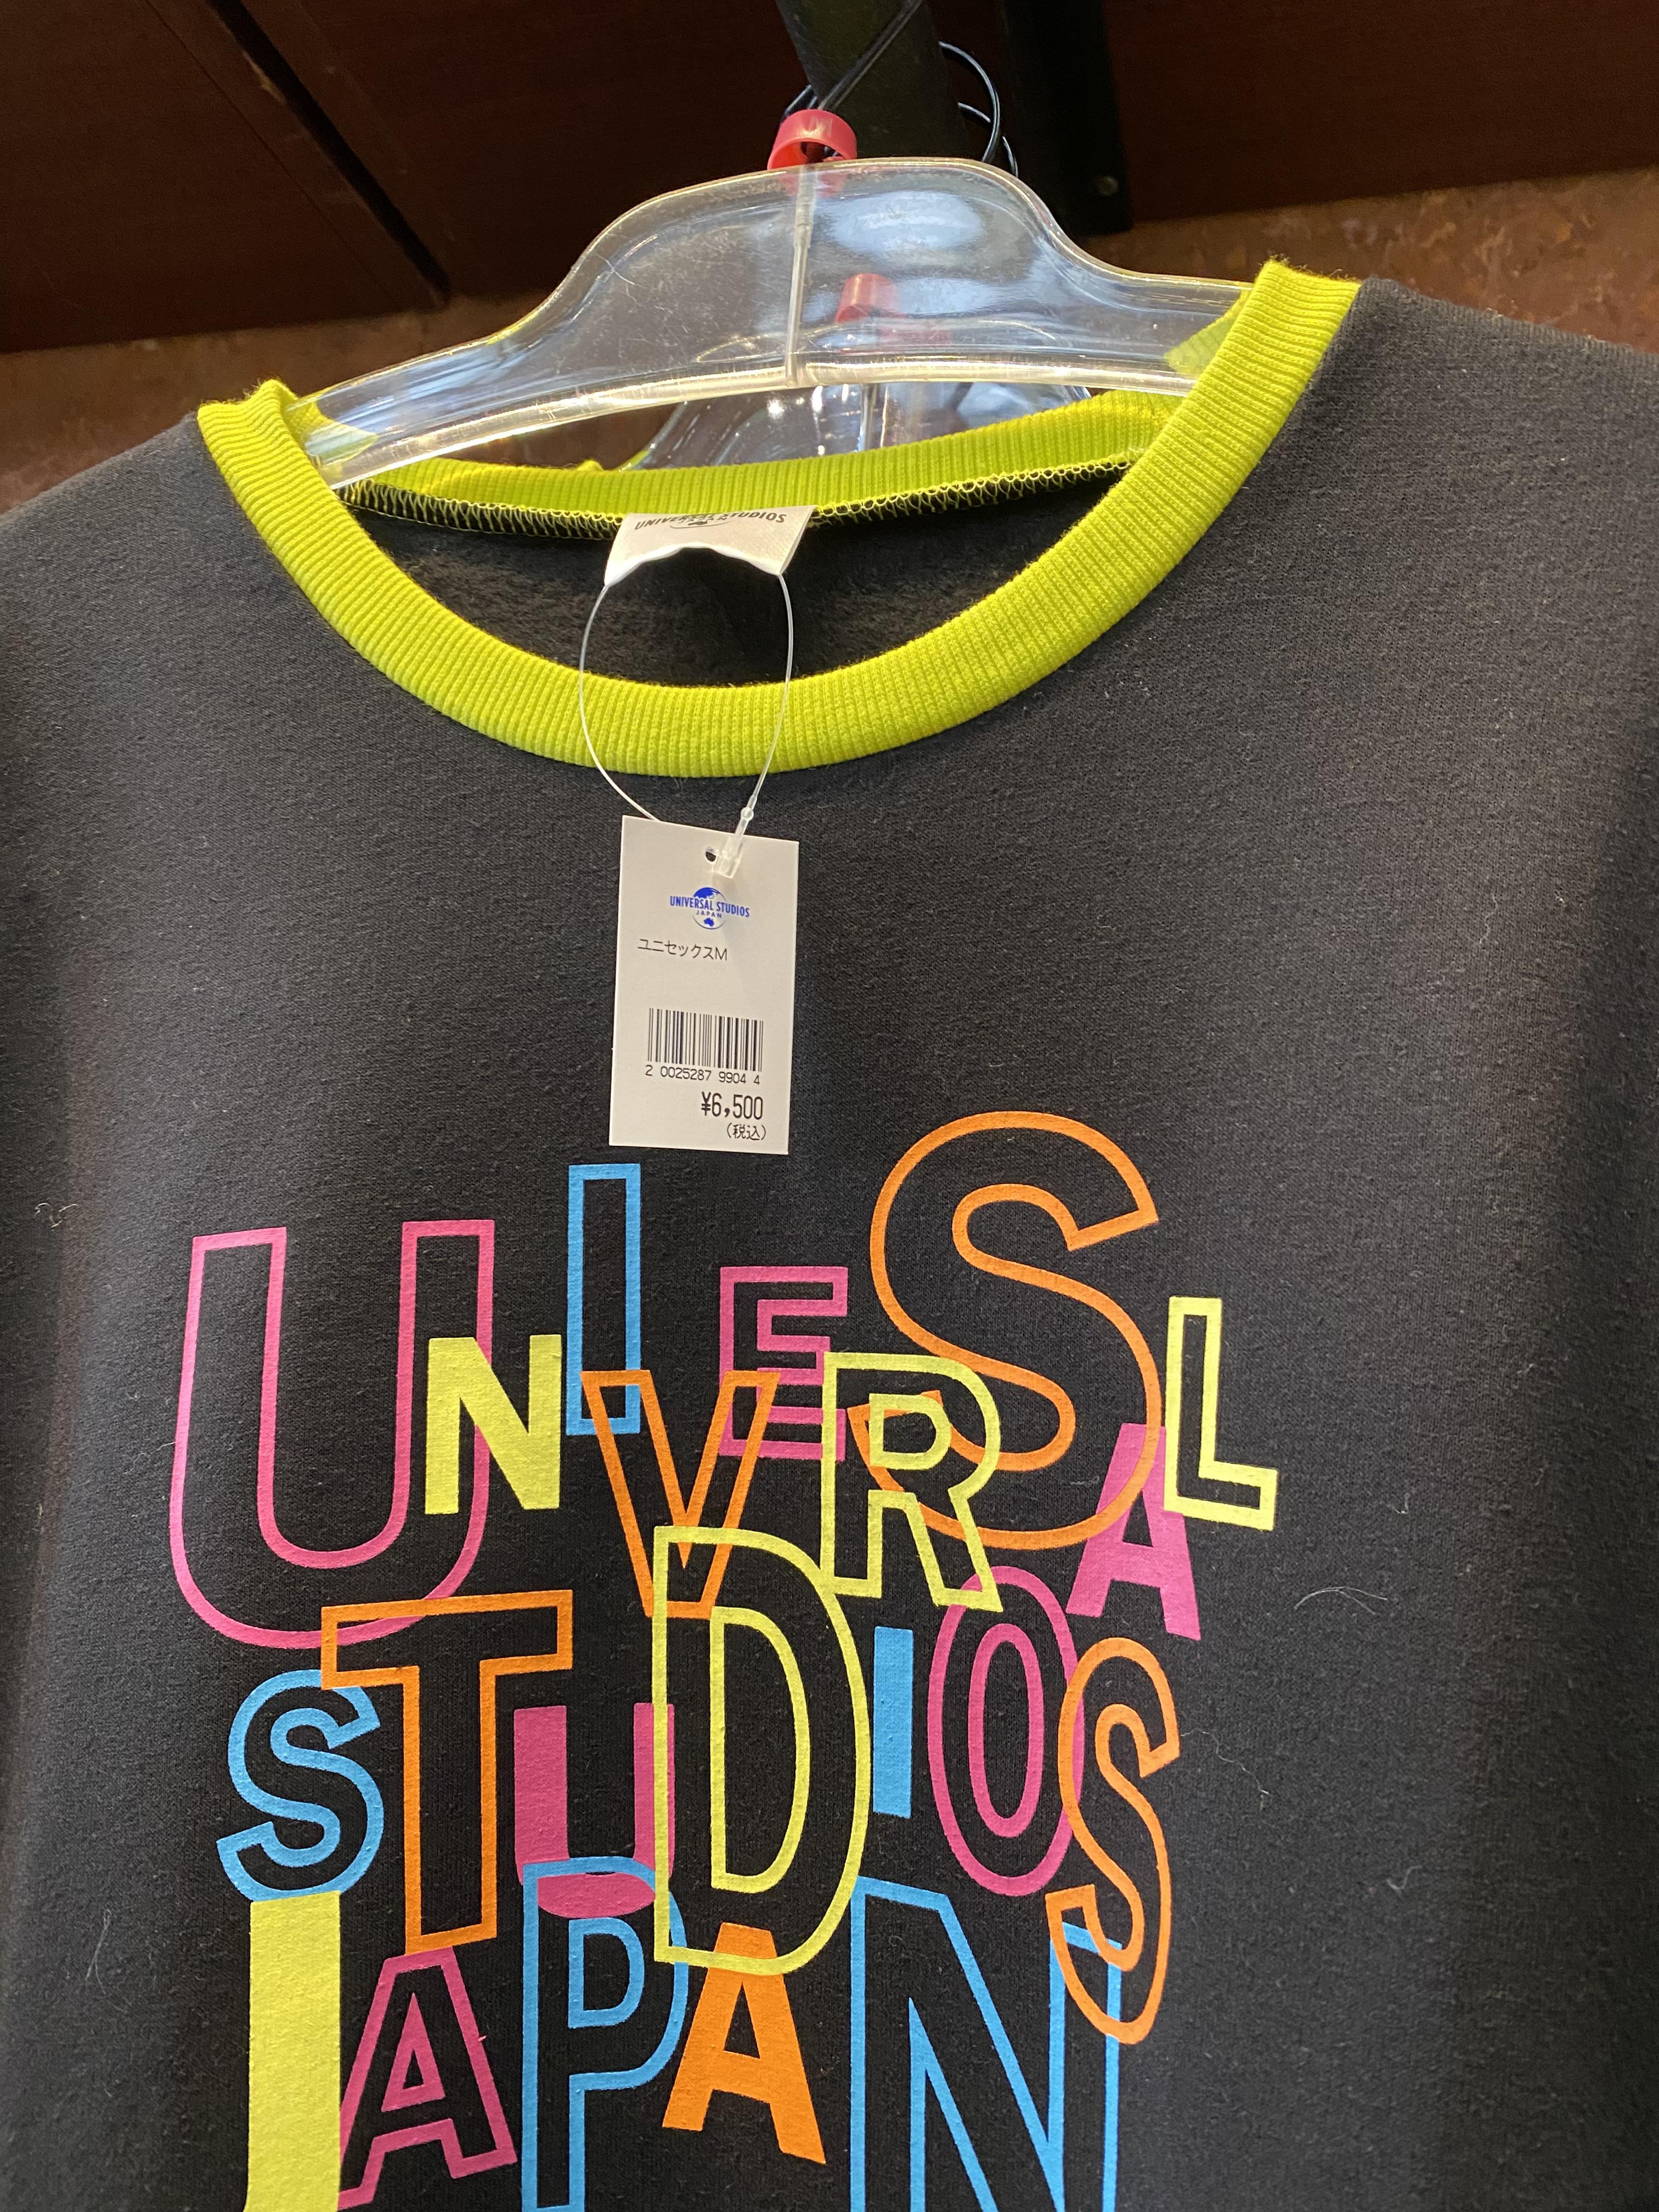 UNIVERSAL STUDIOS
JAPAN
UNIVERSAL STUDIOS
JAPAN
ユニセックスM
2 0025287 9904 4
¥6,500
(税込)
UNIVERSAL
STUDIOS
JAPAN